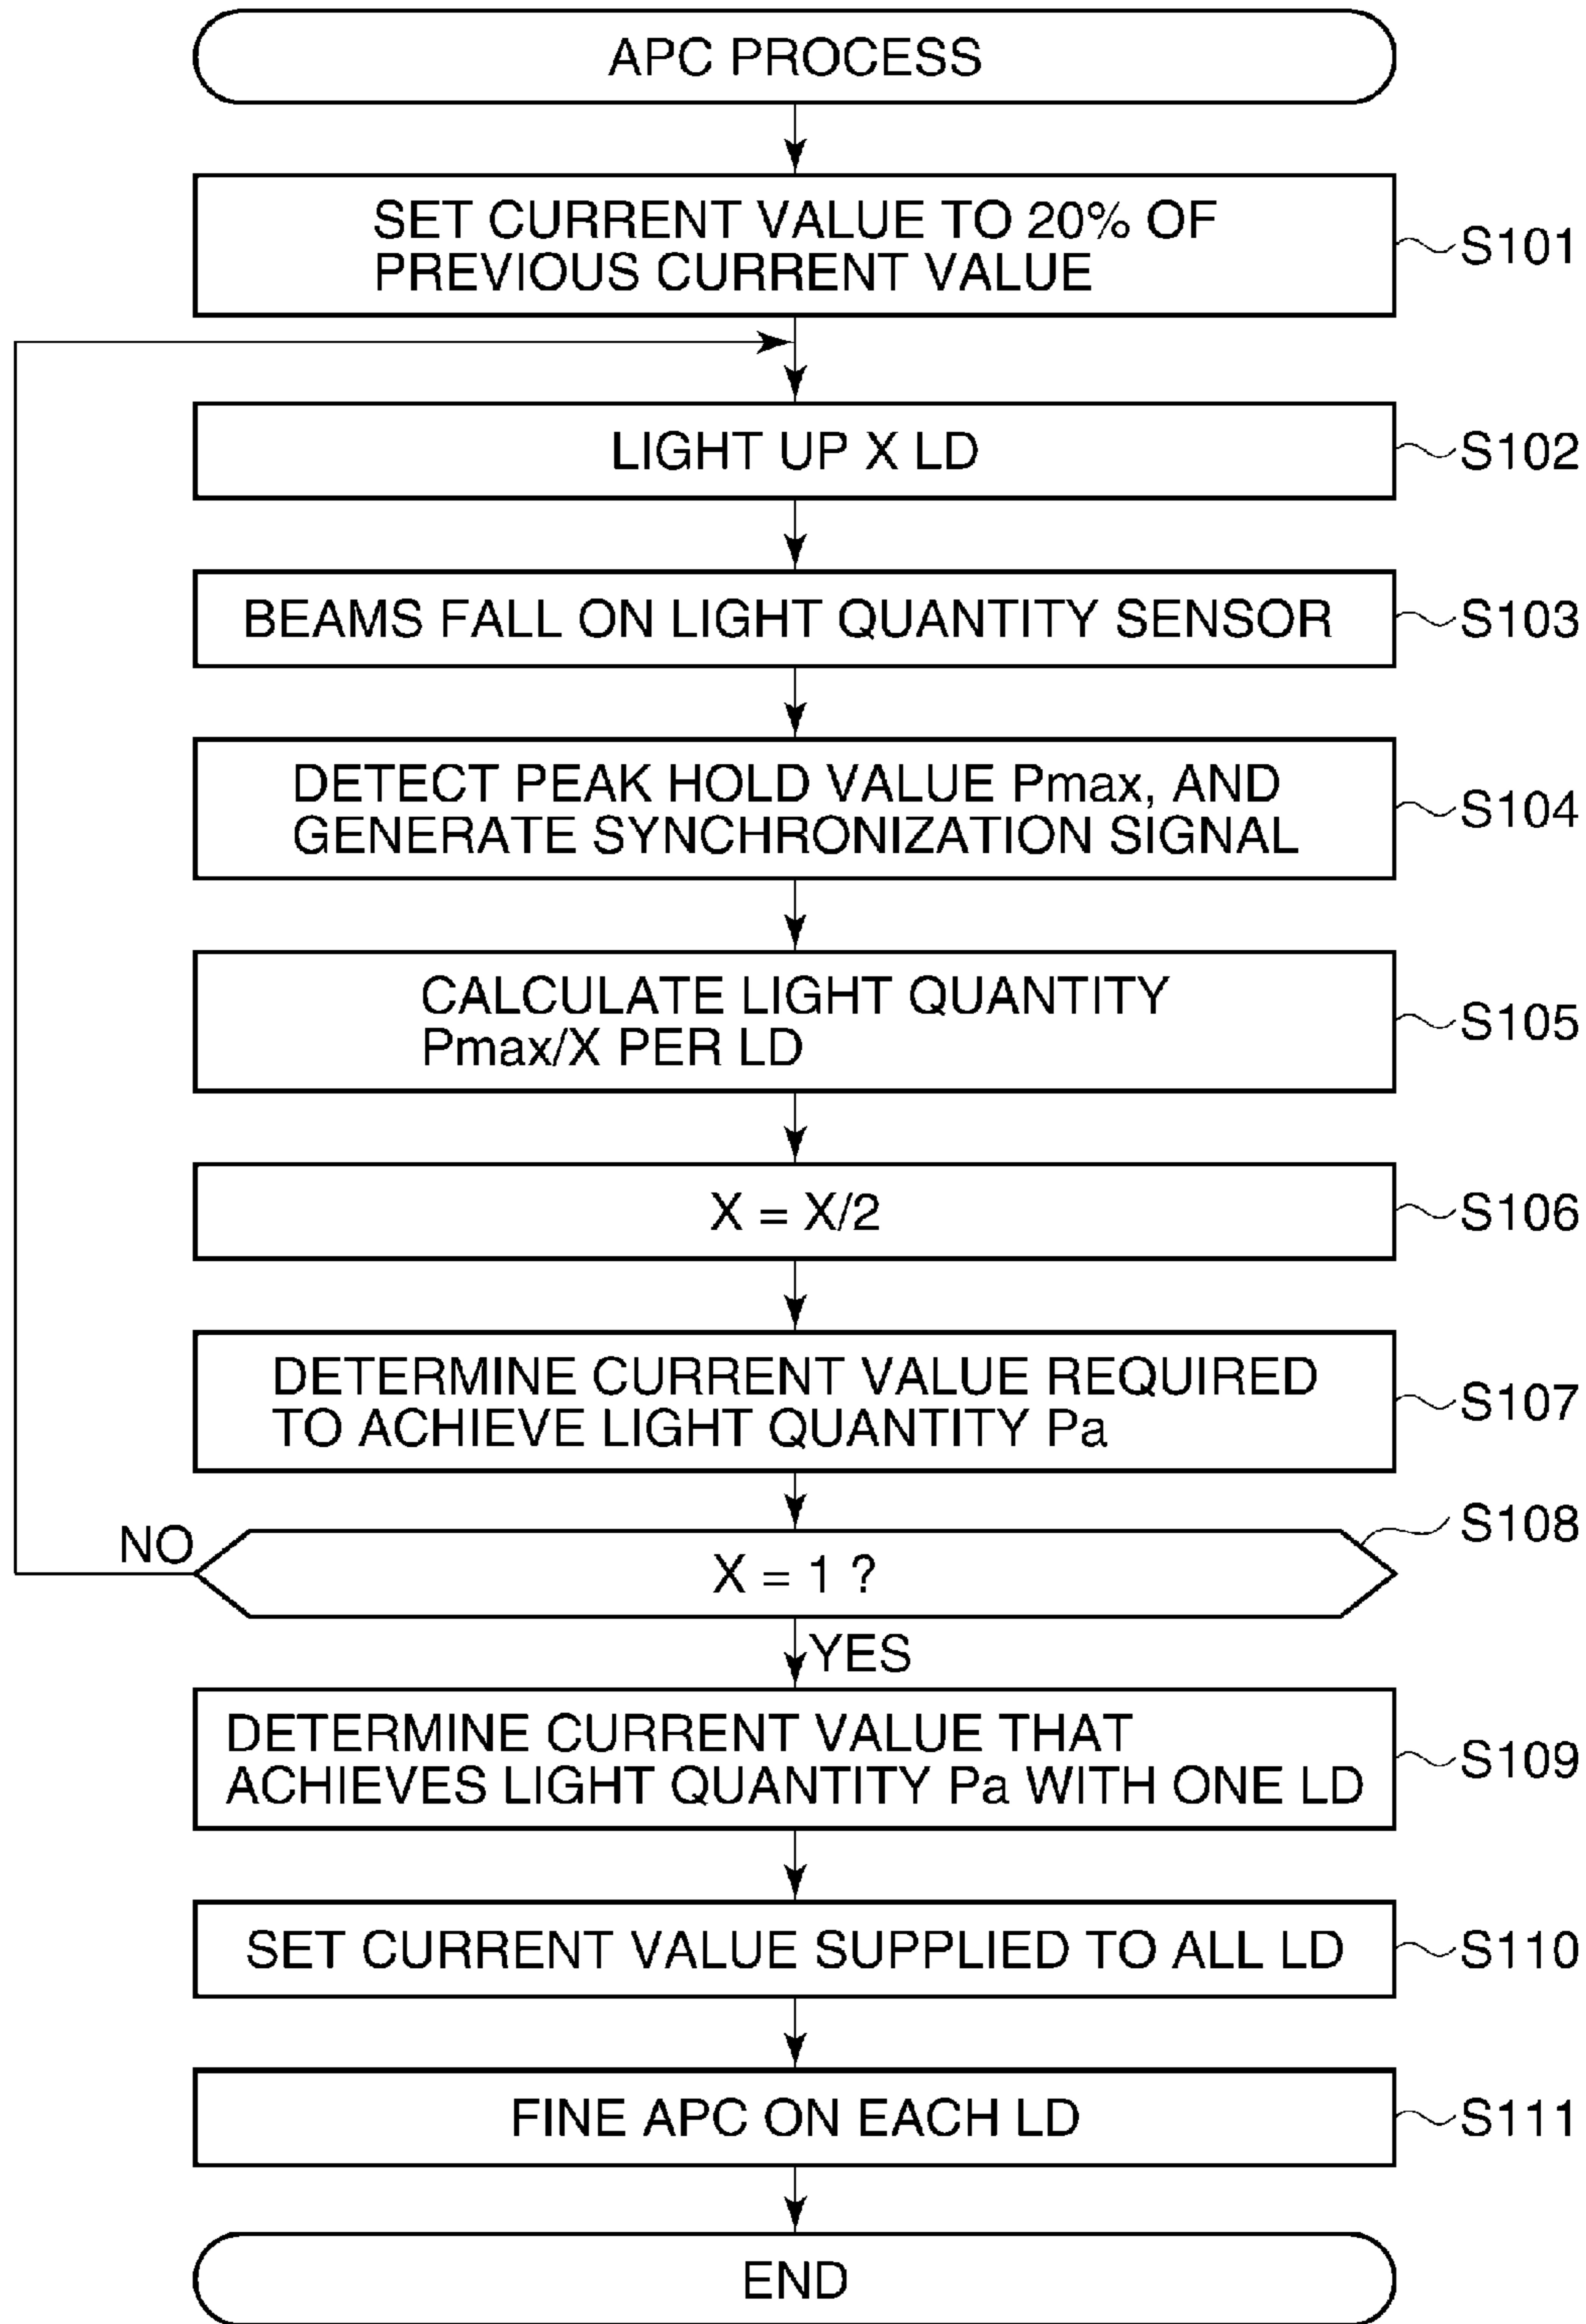 APC PROCESS
SET CURRENT VALUE TO 20% OF
PREVIOUS CURRENT VALUE
S101
LIGHT UP X LD
S102
BEAMS FALL ON LIGHT QUANTITY SENSOR
S103
DETECT PEAK HOLD VALUE Pmax, AND
GENERATE SYNCHRONIZATION SIGNAL
S104
CALCULATE LIGHT QUANTITY
Pmax/X PER LD
S105
X = X/2
S106
DETERMINE CURRENT VALUE REQUIRED
TO ACHIEVE LIGHT QUANTITY Pa
S107
S108
NO
X = 1 ?
YES
DETERMINE CURRENT VALUE THAT
ACHIEVES LIGHT QUANTITY Pa WITH ONE LD
S109
SET CURRENT VALUE SUPPLIED TO ALL LD
S110
FINE APC ON EACH LD
S111
END